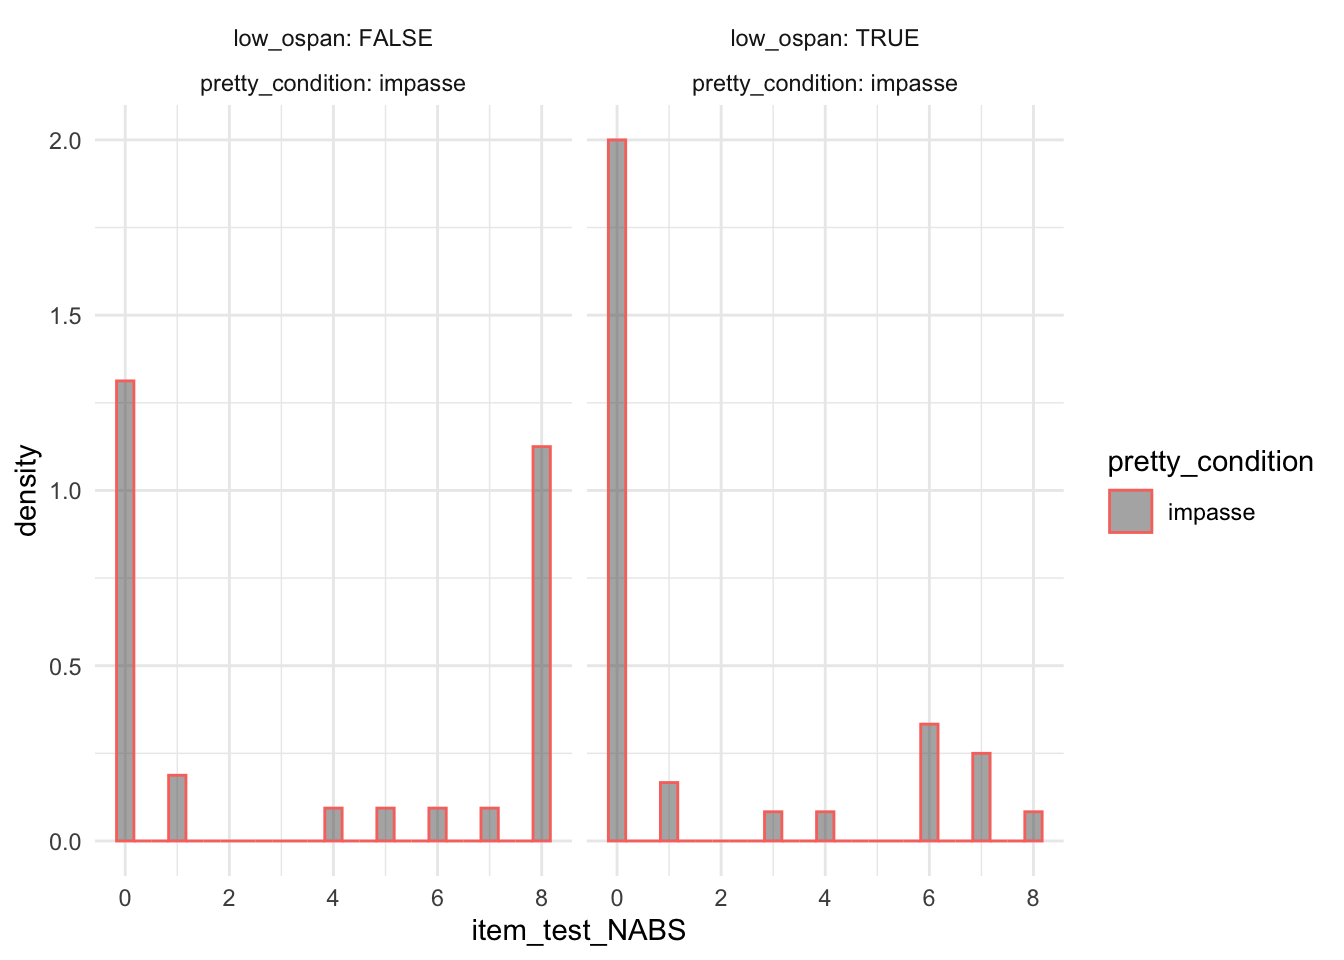 low_ospan: FALSE
low_ospan: TRUE
pretty_condition: impasse
pretty_condition: impasse
2.0
1.5
1.0
0.5
0.0
density
0 2 4 6 8
0 2 4 6 8
item_test_NABS
pretty_condition
impasse